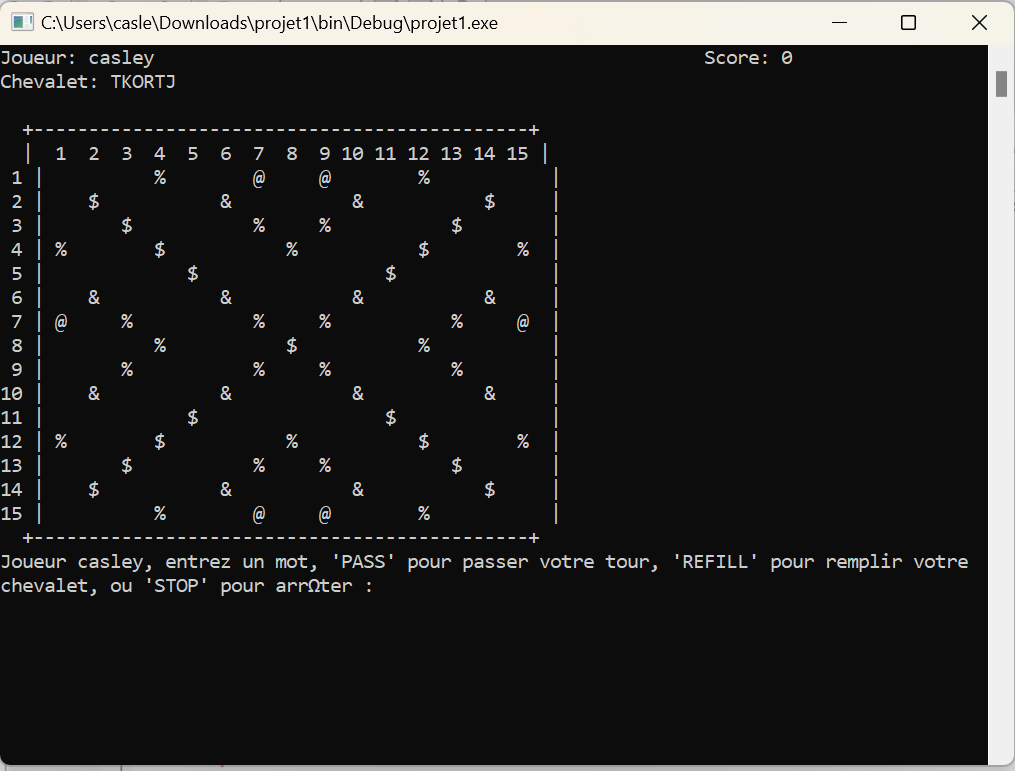 C:\Users\casle\Downloads\projet1\bin\Debug\projet1.exe
Joueur: casley                                                  Score: 0
Chevalet: TKORTJ
  +---------------------------------------------+
  |  1  2  3  4  5  6  7  8  9 10 11 12 13 14 15 |
 1 |          %        @     @        %           |
 2 |    $           &           &           $     |
 3 |       $           %     %           $        |
 4 | %        $           %           $        %  |
 5 |             $                 $              |
 6 |    &           &           &           &     |
 7 | @     %           %     %           %     @  |
 8 |          %           $           %           |
 9 |       %           %     %           %        |
10 |    &           &           &           &     |
11 |             $                 $              |
12 | %        $           %           $        %  |
13 |       $           %     %           $        |
14 |    $           &           &           $     |
15 |          %        @     @        %           |
  +---------------------------------------------+
Joueur casley, entrez un mot, 'PASS' pour passer votre tour, 'REFILL' pour remplir votre
chevalet, ou 'STOP' pour arrΩter :